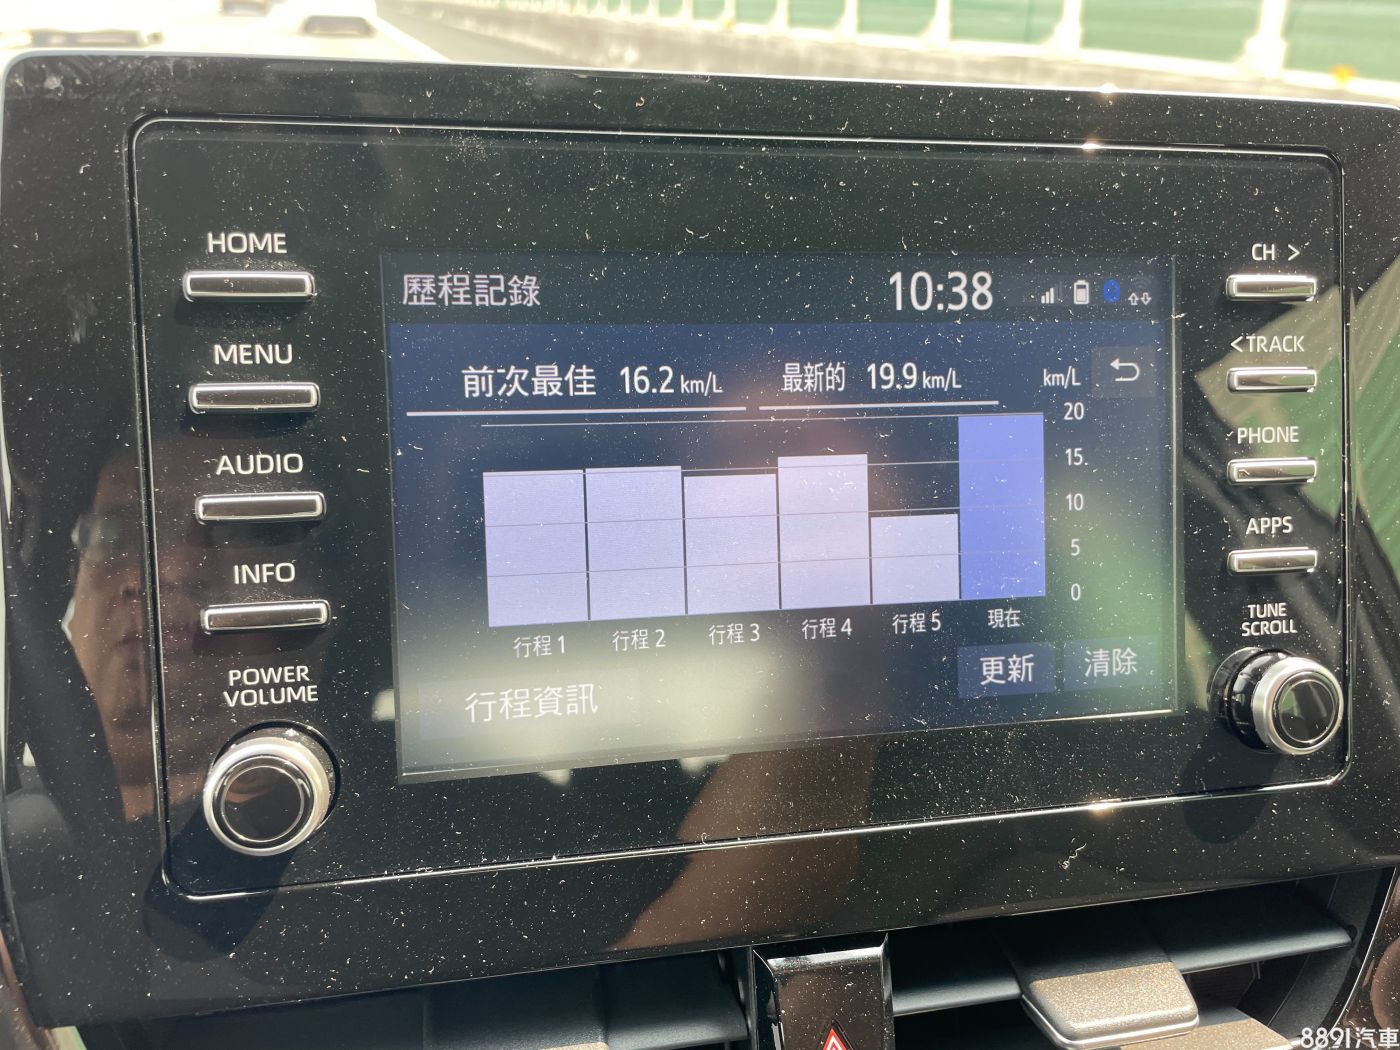 HOME
MENU
AUDIO
INFO
POWER
VOLUME
歷程記錄
10:38
前次最佳 16.2 km/L
最新的 19.9 km/L
km/L
20
15
10
5
0
行程 1
行程 2
行程 3
行程 4
行程 5
現在
更新
清除
行程資訊
CH >
< TRACK
PHONE
APPS
TUNE
SCROLL
8891汽車